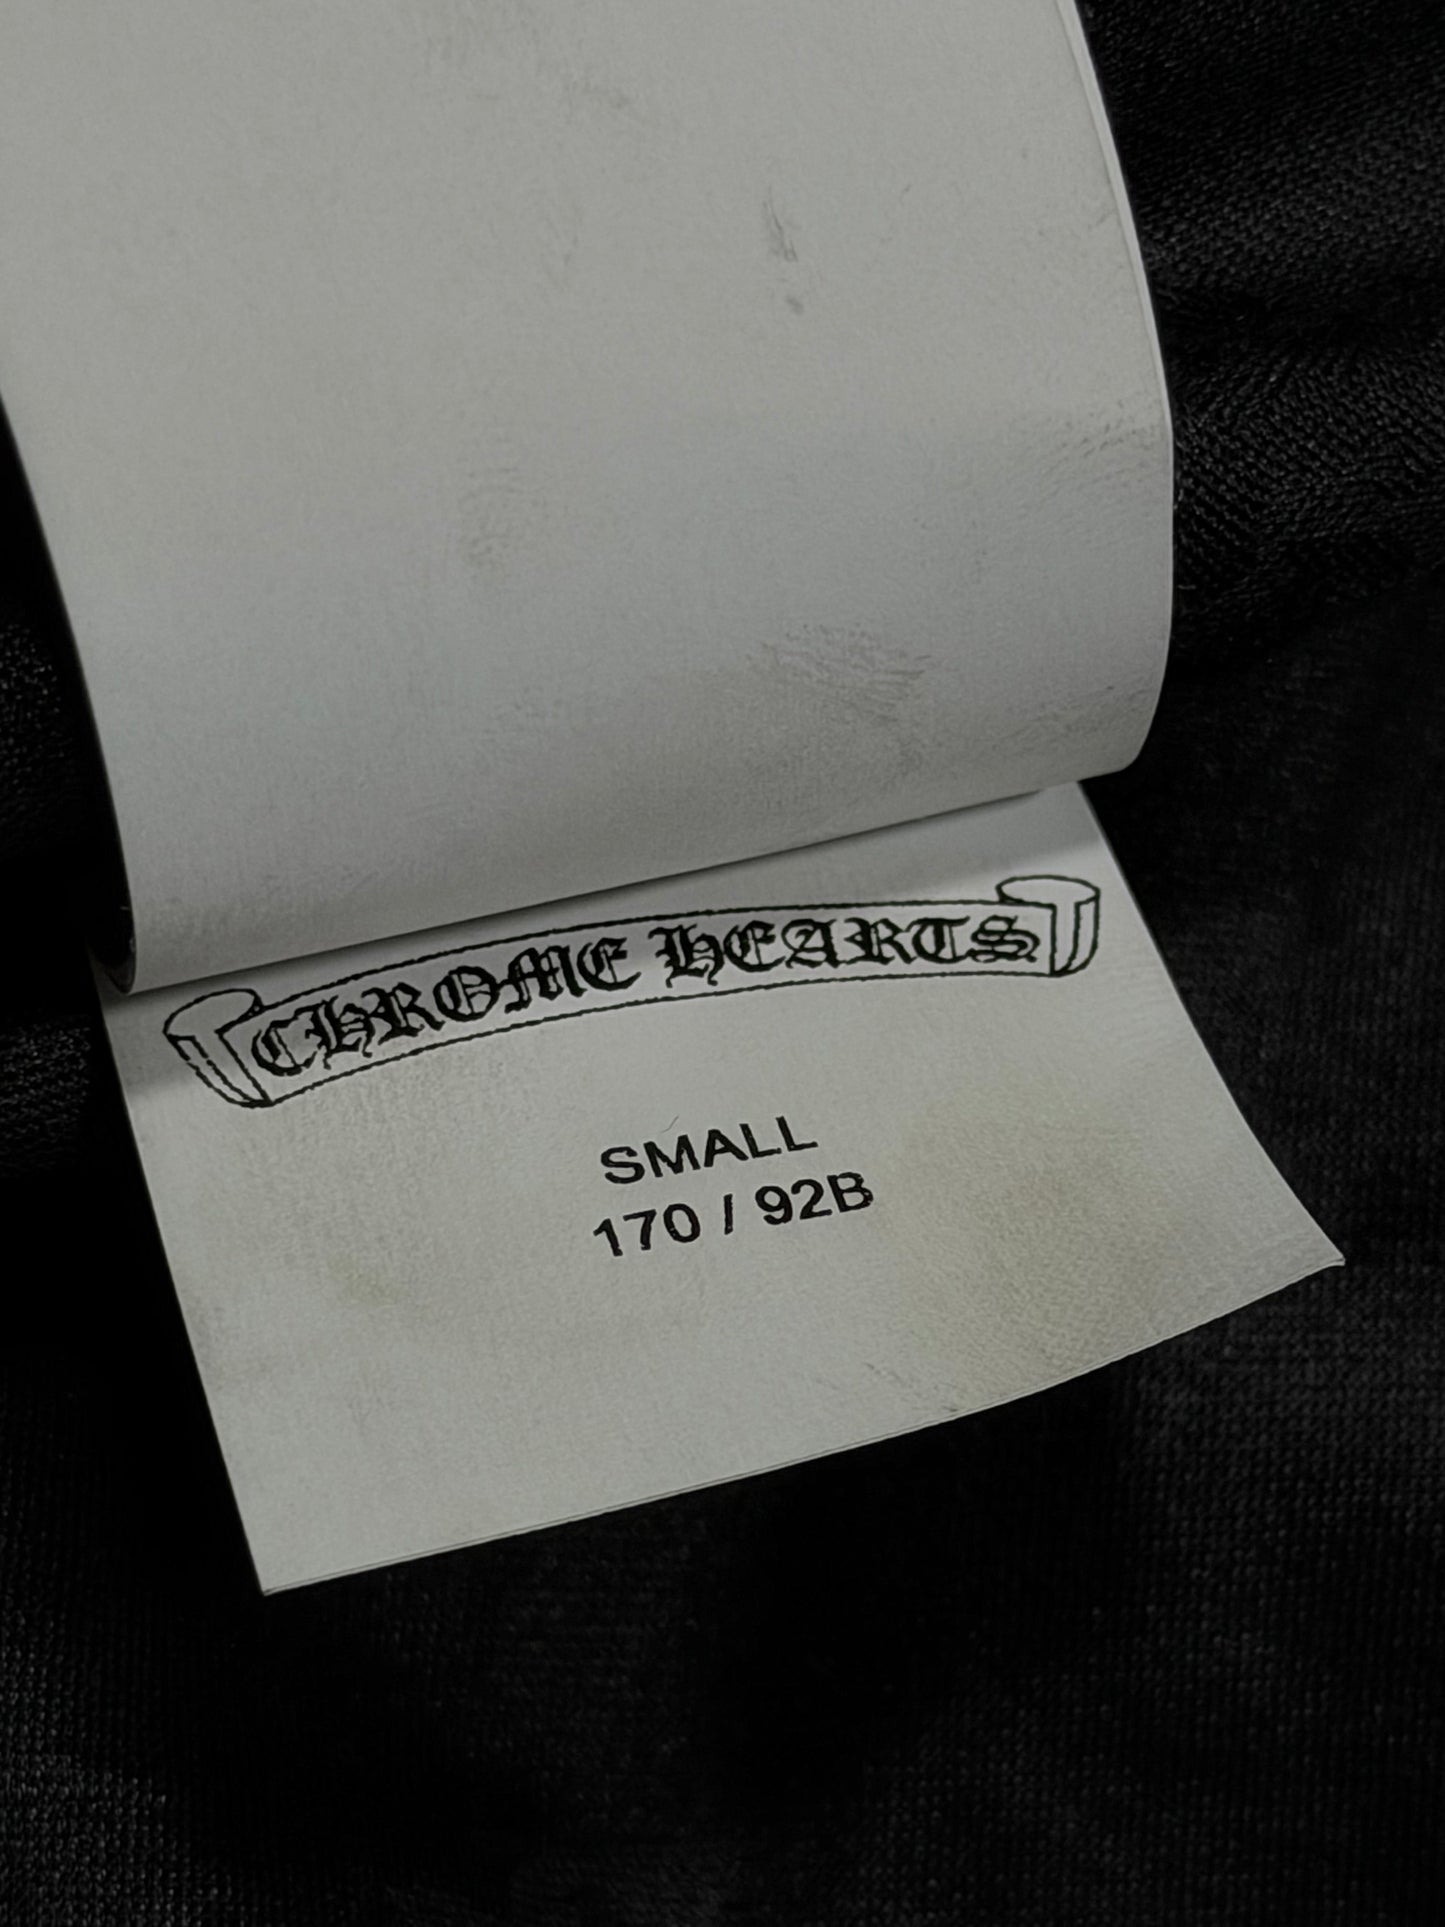 CHROME HEARTS
SMALL
170 / 92B